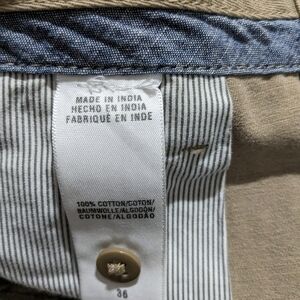 MADE IN INDIA
HECHO EN INDIA
FABRIQUÉ EN INDE
100% COTTON/COTON/
BAUMWOLLE/ALGODÓN/
COTONE/ALGODÃO
36